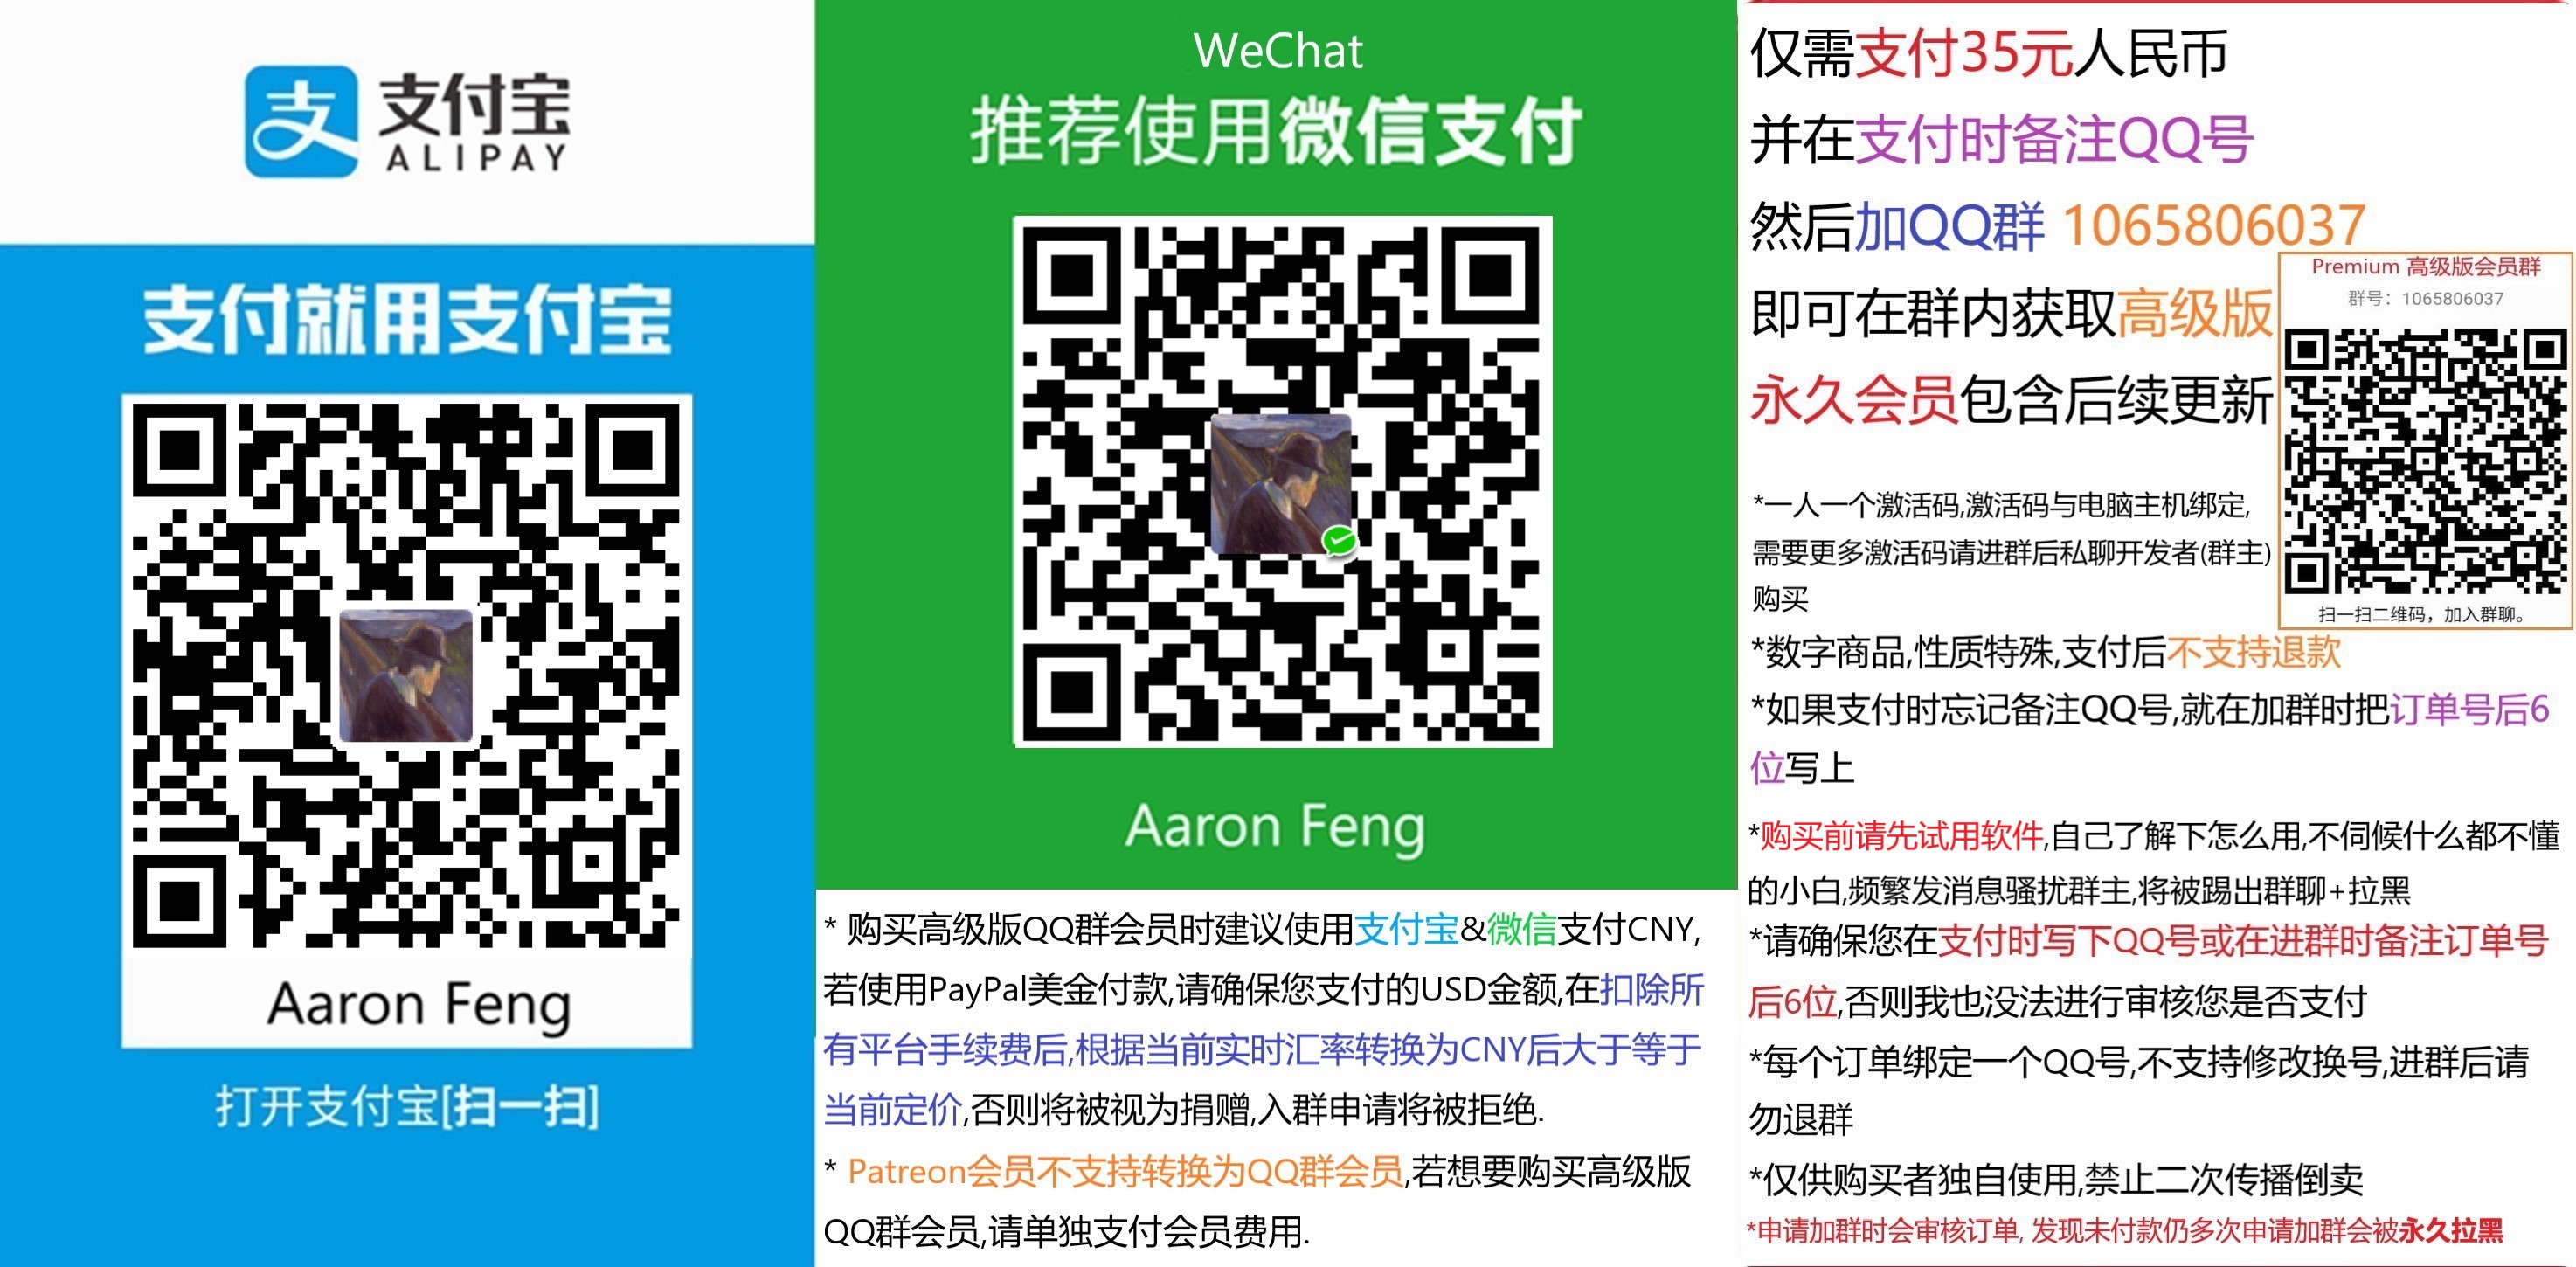 支付宝
ALIPAY
支付就用支付宝
Aaron Feng
打开支付宝[扫一扫]
WeChat
推荐使用微信支付
Aaron Feng
* 购买高级版QQ群会员时建议使用支付宝&微信支付CNY,
若使用PayPal美金付款,请确保您支付的USD金额,在扣除所
有平台手续费后,根据当前实时汇率转换为CNY后大于等于
当前定价,否则将被视为捐赠,入群申请将被拒绝.
* Patreon会员不支持转换为QQ群会员,若想要购买高级版
QQ群会员,请单独支付会员费用.
仅需支付35元人民币
并在支付时备注QQ号
然后加QQ群 1065806037
即可在群内获取高级版
永久会员包含后续更新
Premium 高级版会员群
群号：1065806037
扫一扫二维码，加入群聊。
*一人一个激活码,激活码与电脑主机绑定,
需要更多激活码请进群后私聊开发者(群主)
购买
*数字商品,性质特殊,支付后不支持退款
*如果支付时忘记备注QQ号,就在加群时把订单号后6
位写上
*购买前请先试用软件,自己了解下怎么用,不伺候什么都不懂
的小白,频繁发消息骚扰群主,将被踢出群聊+拉黑
*请确保您在支付时写下QQ号或在进群时备注订单号
后6位,否则我也没法进行审核您是否支付
*每个订单绑定一个QQ号,不支持修改换号,进群后请
勿退群
*仅供购买者独自使用,禁止二次传播倒卖
*申请加群时会审核订单, 发现未付款仍多次申请加群会被永久拉黑